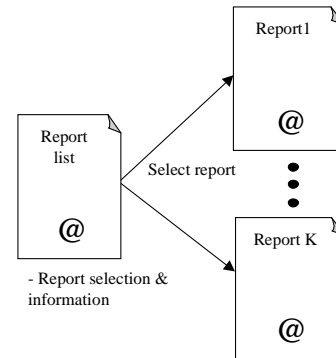 Report1
@
Report
list
@
Select report
- Report selection &
information
Report K
@